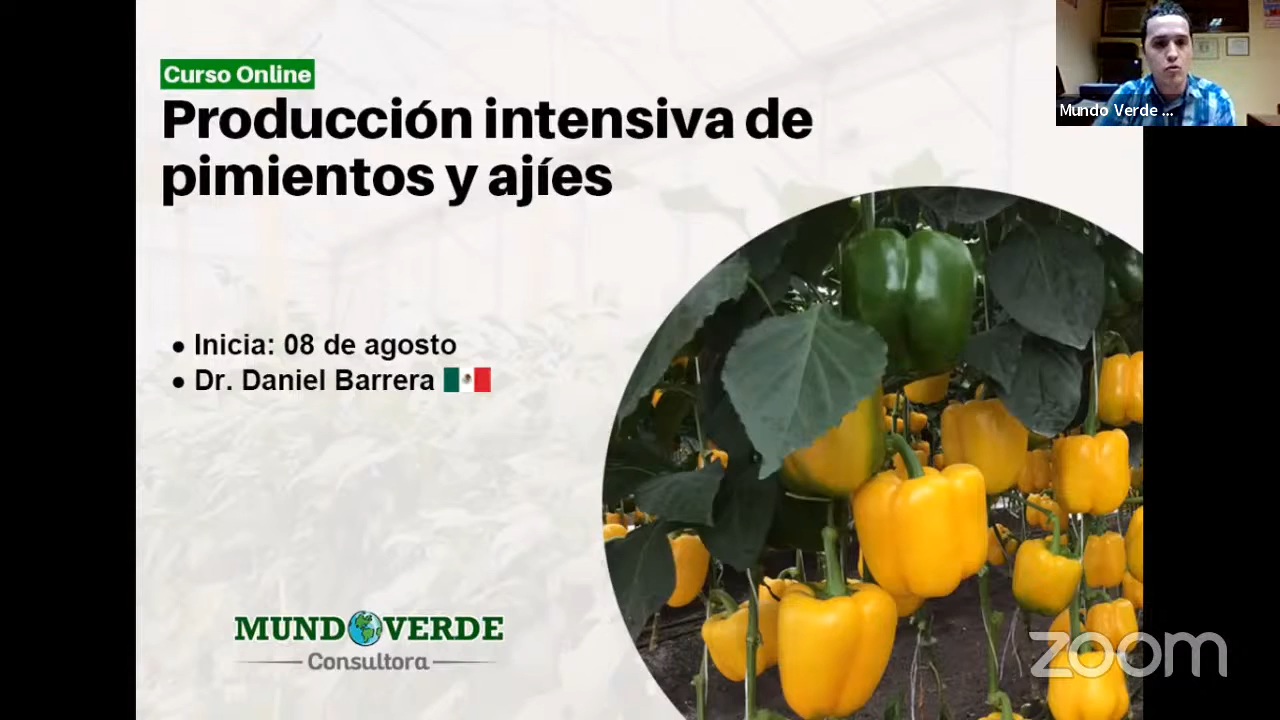 Curso Online
Producción intensiva de
pimientos y ajíes
Mundo Verde ...
• Inicia: 08 de agosto
• Dr. Daniel Barrera
MUNDO VERDE
Consultora
zoom